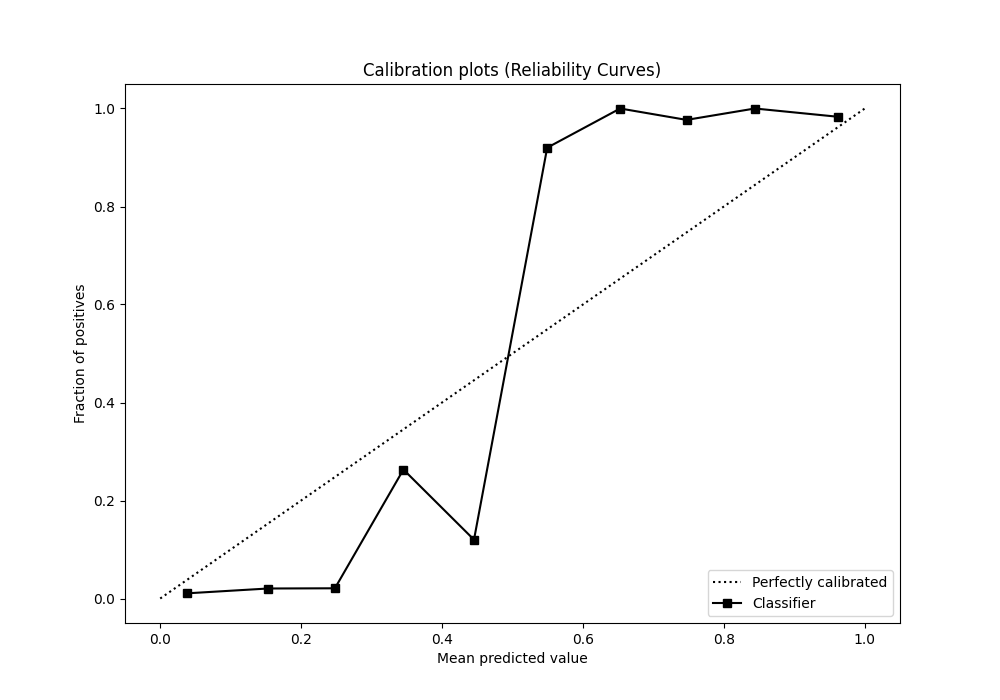 Calibration plots (Reliability Curves)
1.0
0.8
0.6
0.4
0.2
0.0
Fraction of positives
0.0 0.2 0.4 0.6 0.8 1.0
Mean predicted value
Perfectly calibrated
Classifier